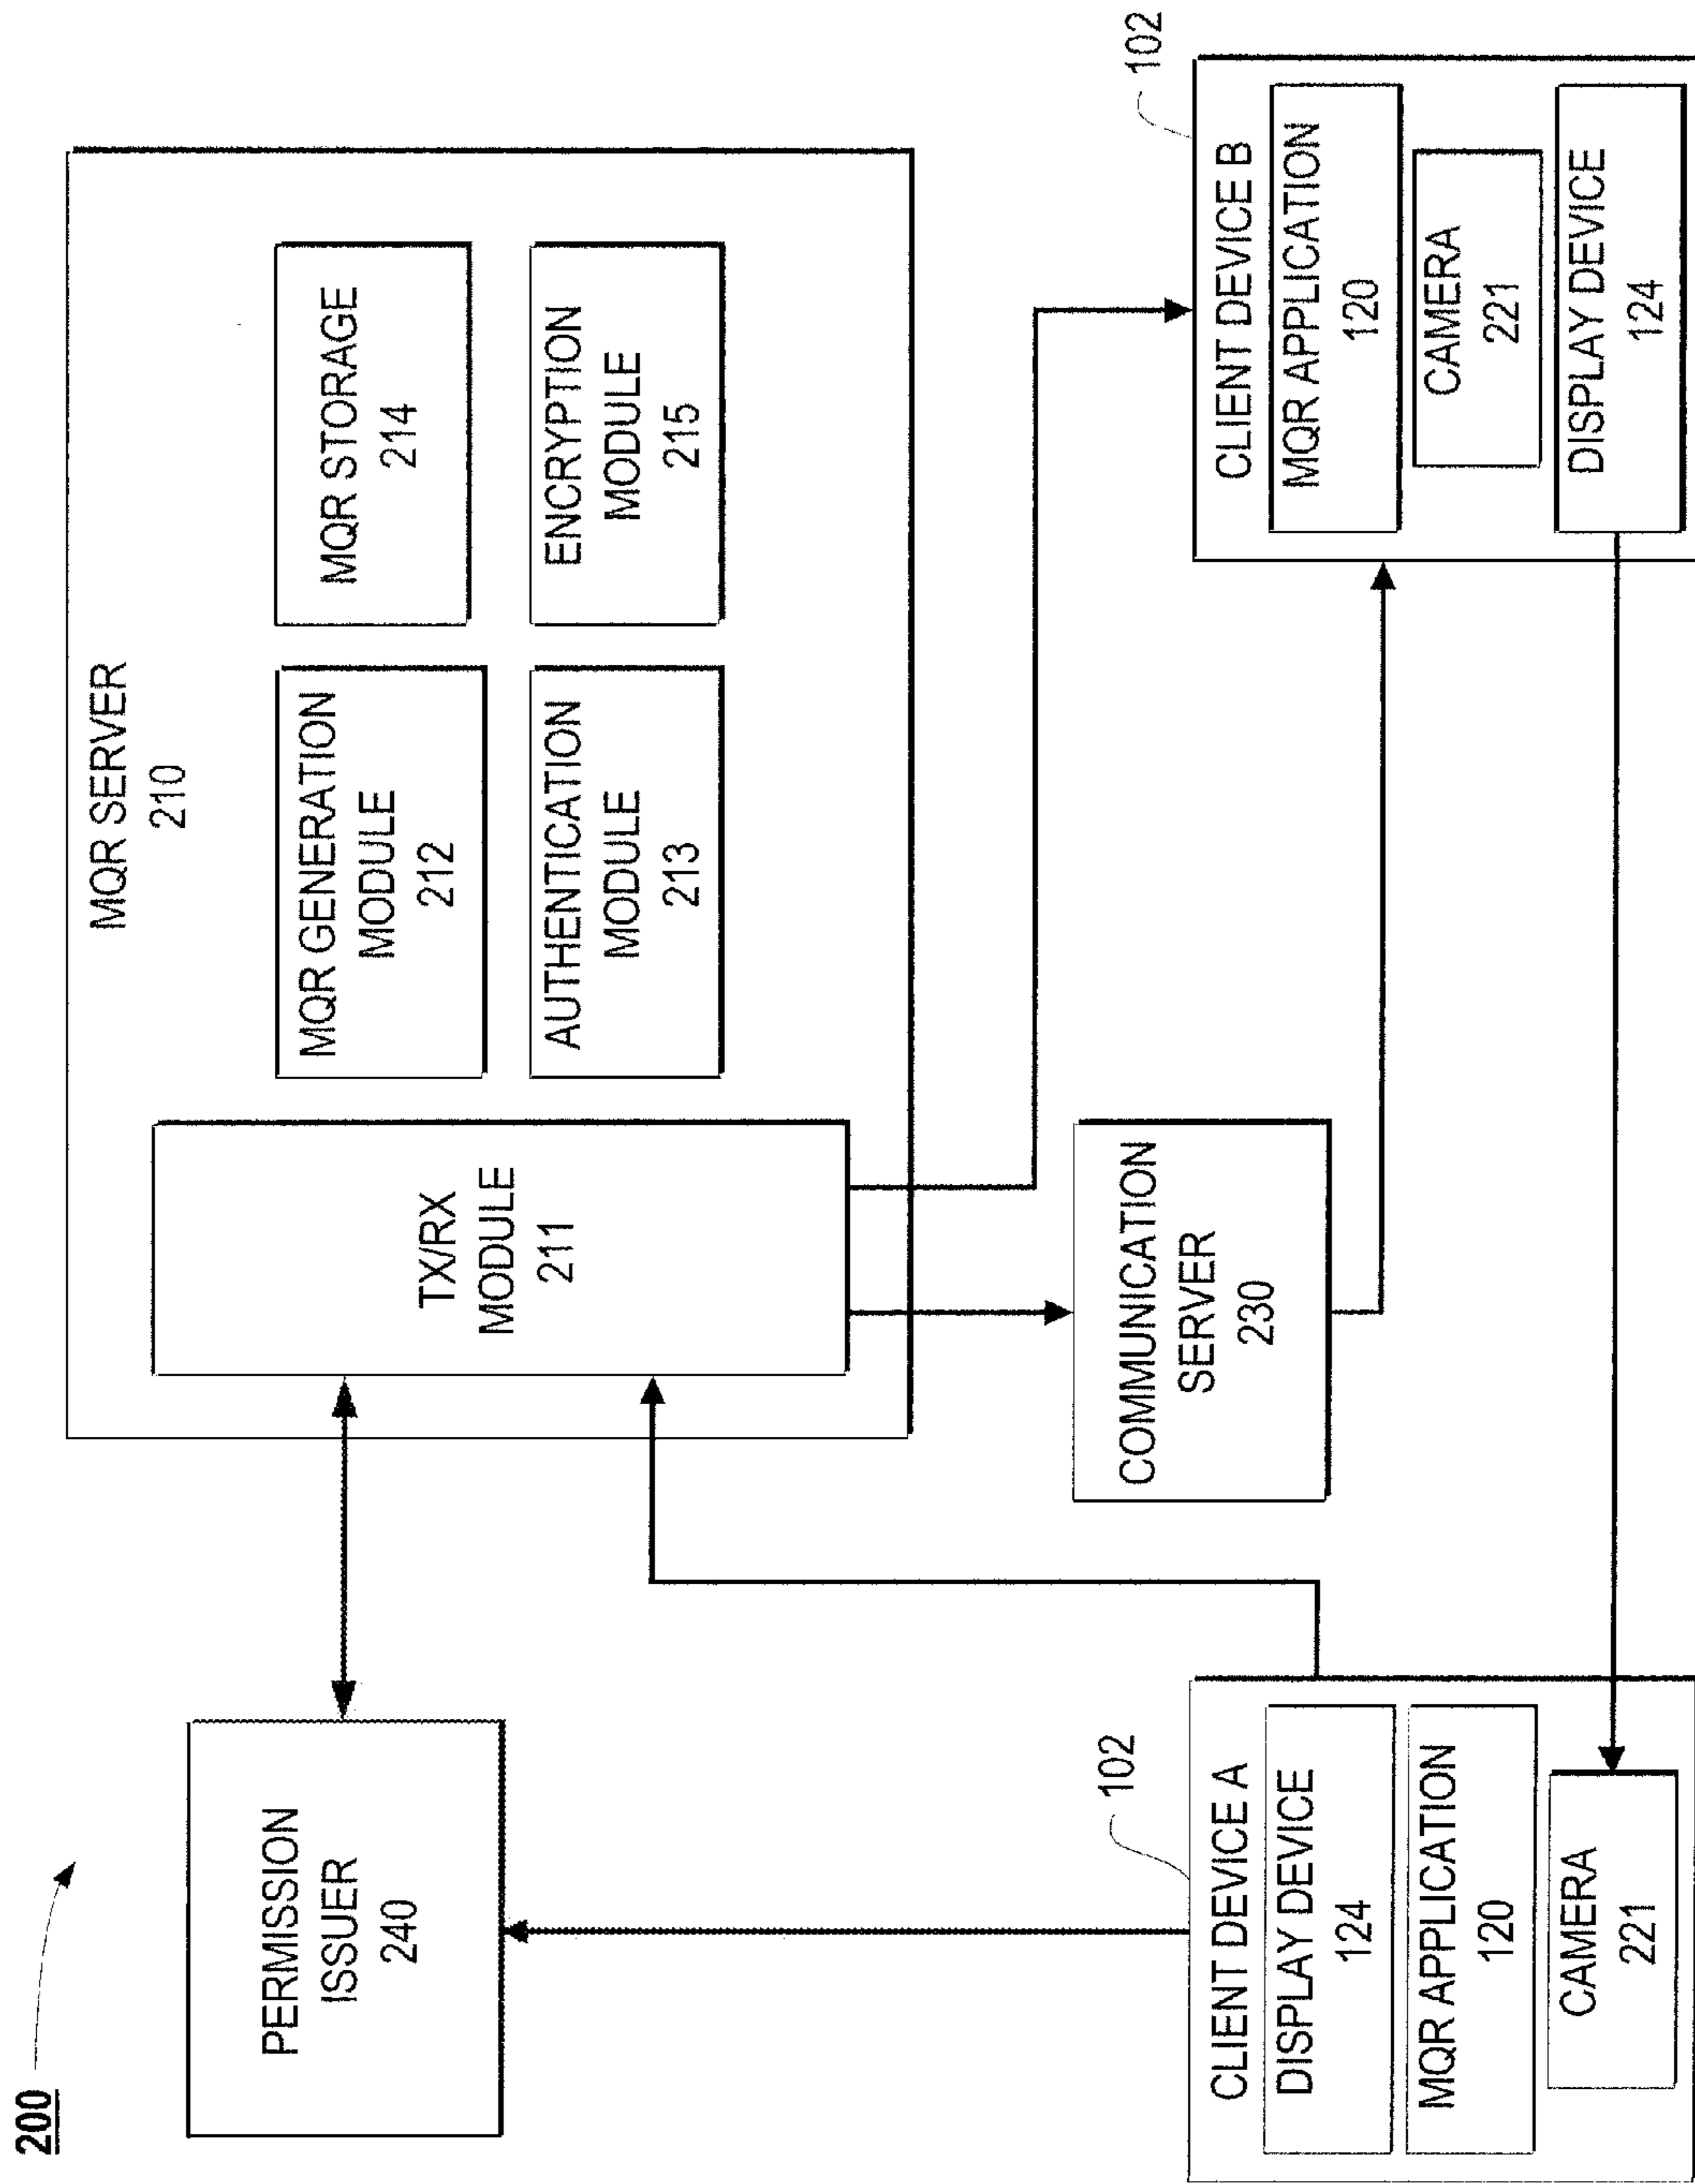 200
MQR SERVER
210
PERMISSION
ISSUER
240
TX/RX
MODULE
211
MQR GENERATION
MODULE
212
MQR STORAGE
214
AUTHENTICATION
MODULE
213
ENCRYPTION
MODULE
215
COMMUNICATION
SERVER
230
102
CLIENT DEVICE A
DISPLAY DEVICE
124
MQR APPLICATION
120
CAMERA
221
102
CLIENT DEVICE B
MQR APPLICATION
120
CAMERA
221
DISPLAY DEVICE
124